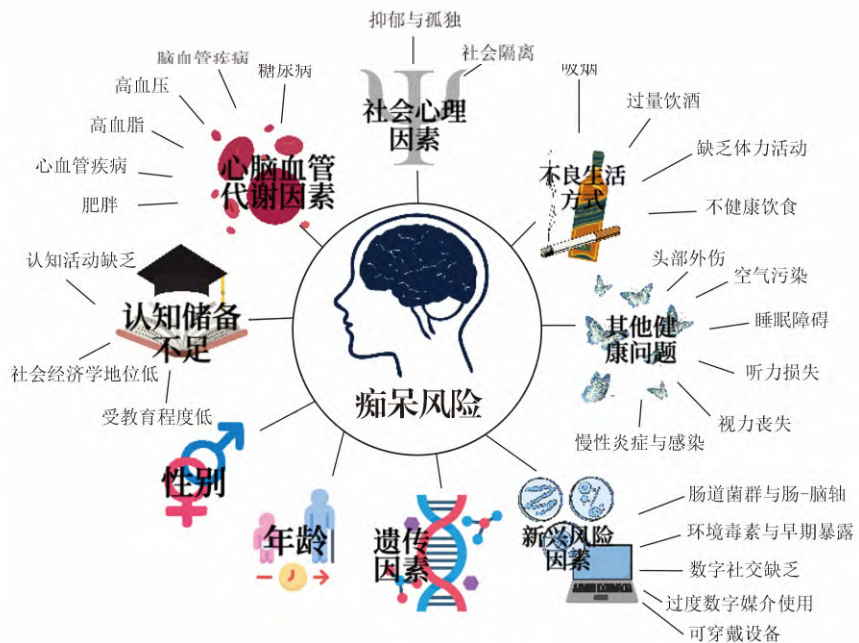 抑郁与孤独
社会隔离
社会心理
因素
脑血管疾病
糖尿病
高血压
高血脂
心血管疾病
肥胖
心脑血管
代谢因素
吸烟
过量饮酒
缺乏体力活动
不健康饮食
不良生活
方式
认知活动缺乏
社会经济学地位低
受教育程度低
认知储备
不足
头部外伤
空气污染
睡眠障碍
听力损失
视力丧失
慢性炎症与感染
其他健
康问题
痴呆风险
性别
年龄
遗传
因素
新兴风险
因素
肠道菌群与肠-脑轴
环境毒素与早期暴露
数字社交缺乏
过度数字媒介使用
可穿戴设备